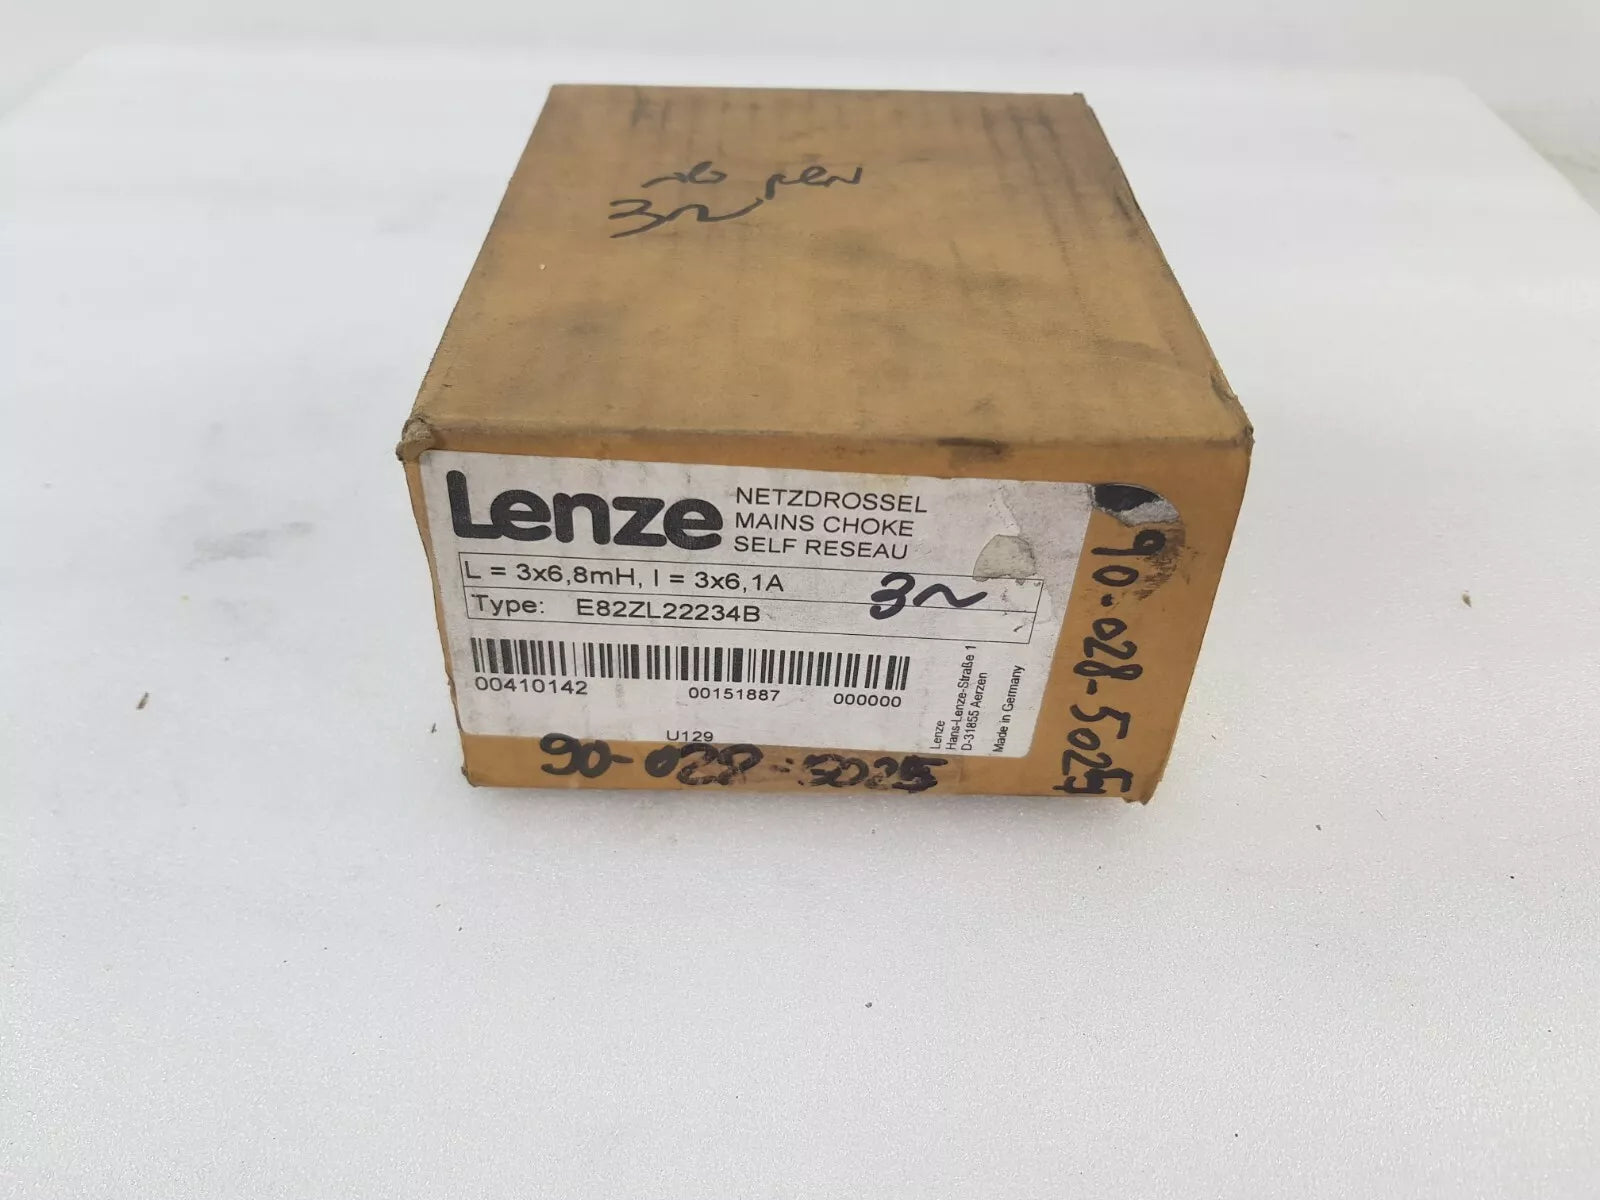 3~
Lenze
NETZDROSSEL
MAINS CHOKE
SELF RESEAU
L = 3x6,8mH, I = 3x6,1A
3~
Type: E82ZL22234B
00410142 00151887 000000
U129
Lenze
Hans-Lenze-Straße 1
D-31855 Aerzen
Made in Germany
90-028-5025
90-028-5025